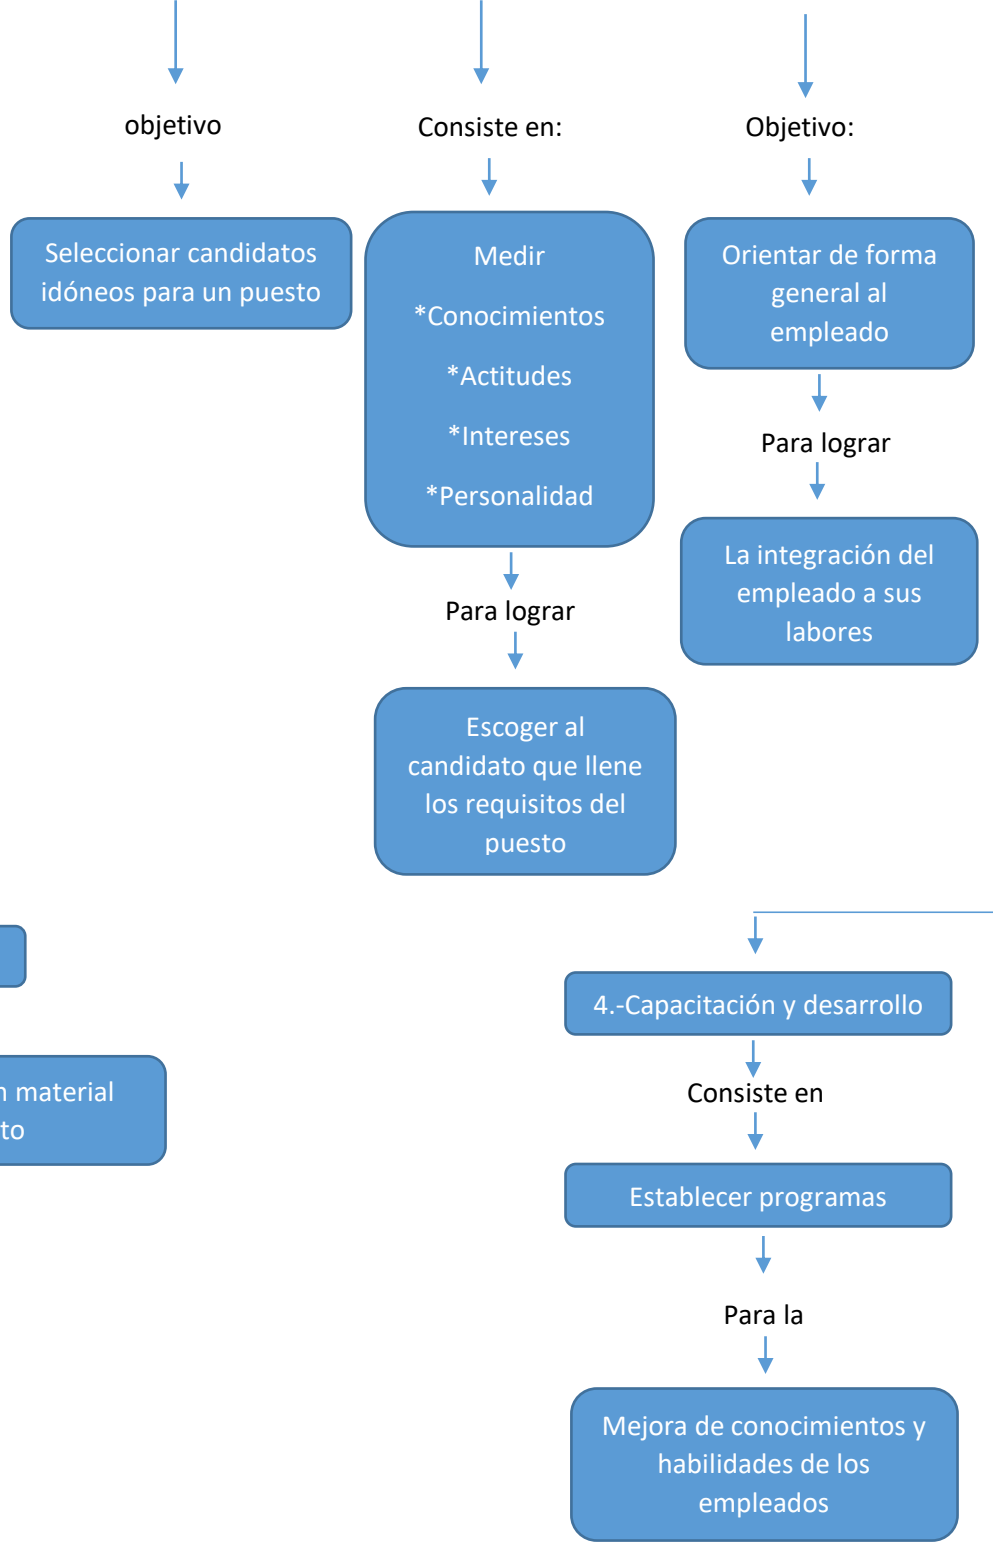 objetivo
Seleccionar candidatos
idóneos para un puesto
Consiste en:
Medir
*Conocimientos
*Actitudes
*Intereses
*Personalidad
Para lograr
Escoger al
candidato que llene
los requisitos del
puesto
Objetivo:
Orientar de forma
general al
empleado
Para lograr
La integración del
empleado a sus
labores
material
to
4.-Capacitación y desarrollo
Consiste en
Establecer programas
Para la
Mejora de conocimientos y
habilidades de los
empleados